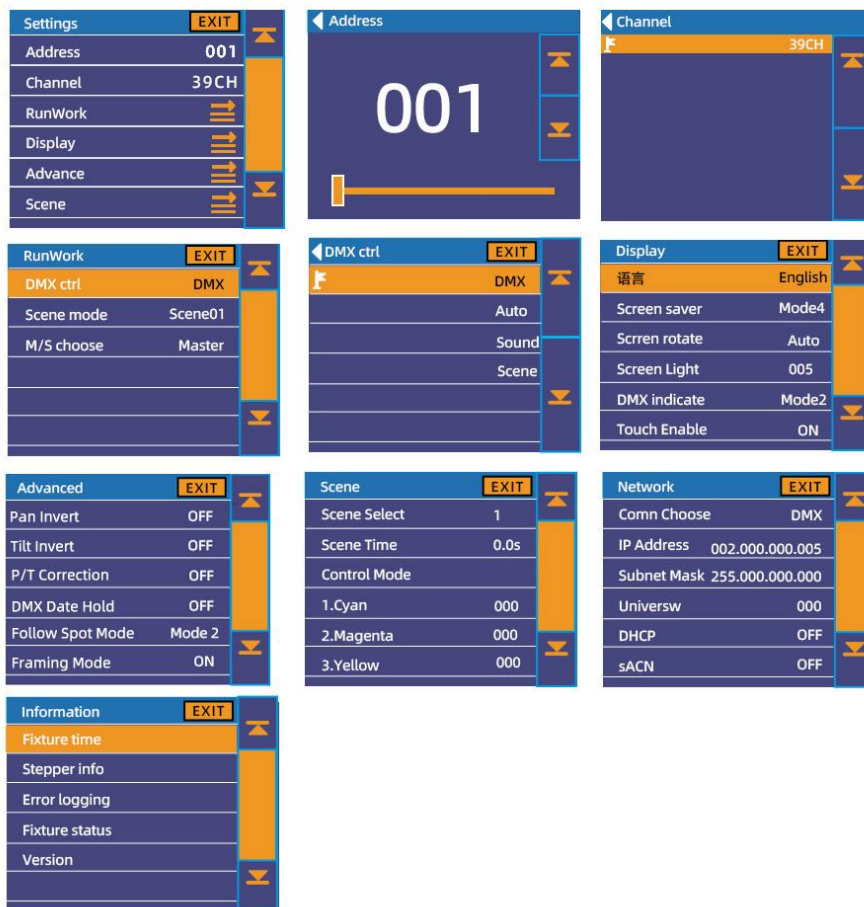 Settings EXIT
Address 001
Channel 39CH
RunWork
Display
Advance
Scene
Address
001
Channel
39CH
RunWork EXIT
DMX ctrl DMX
Scene mode Scene01
M/S choose Master
DMX ctrl EXIT
DMX
Auto
Sound
Scene
Display EXIT
语言 English
Screen saver Mode4
Scrren rotate Auto
Screen Light 005
DMX indicate Mode2
Touch Enable ON
Advanced EXIT
Pan Invert OFF
Tilt Invert OFF
P/T Correction OFF
DMX Date Hold OFF
Follow Spot Mode Mode 2
Framing Mode ON
Scene EXIT
Scene Select 1
Scene Time 0.0s
Control Mode
1.Cyan 000
2.Magenta 000
3.Yellow 000
Network EXIT
Comn Choose DMX
IP Address 002.000.000.005
Subnet Mask 255.000.000.000
Universw 000
DHCP OFF
sACN OFF
Information EXIT
Fixture time
Stepper info
Error logging
Fixture status
Version